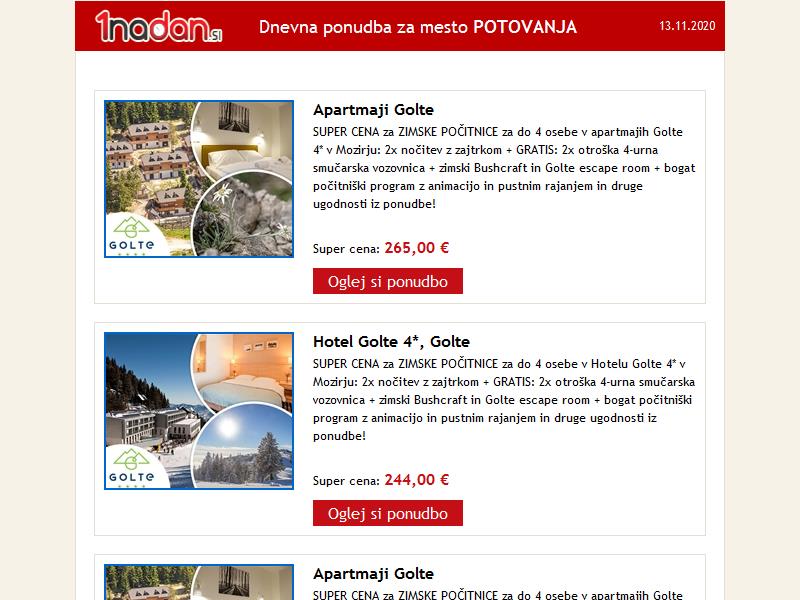 1nadan.si
Dnevna ponudba za mesto POTOVANJA
13.11.2020
Apartmaji Golte
SUPER CENA za ZIMSKE POČITNICE za do 4 osebe v apartmajih Golte
4* v Mozirju: 2x nočitev z zajtrkom + GRATIS: 2x otroška 4-urna
smučarska vozovnica + zimski Bushcraft in Golte escape room + bogat
počitniški program z animacijo in pustnim rajanjem in druge
ugodnosti iz ponudbe!
GOLTE
Super cena: 265,00 €
Oglej si ponudbo
Hotel Golte 4*, Golte
SUPER CENA za ZIMSKE POČITNICE za do 4 osebe v Hotelu Golte 4* v
Mozirju: 2x nočitev z zajtrkom + GRATIS: 2x otroška 4-urna smučarska
vozovnica + zimski Bushcraft in Golte escape room + bogat počitniški
program z animacijo in pustnim rajanjem in druge ugodnosti iz
ponudbe!
GOLTE
Super cena: 244,00 €
Oglej si ponudbo
Apartmaji Golte
SUPER CENA za ZIMSKE POČITNICE za do 4 osebe v apartmajih Golte